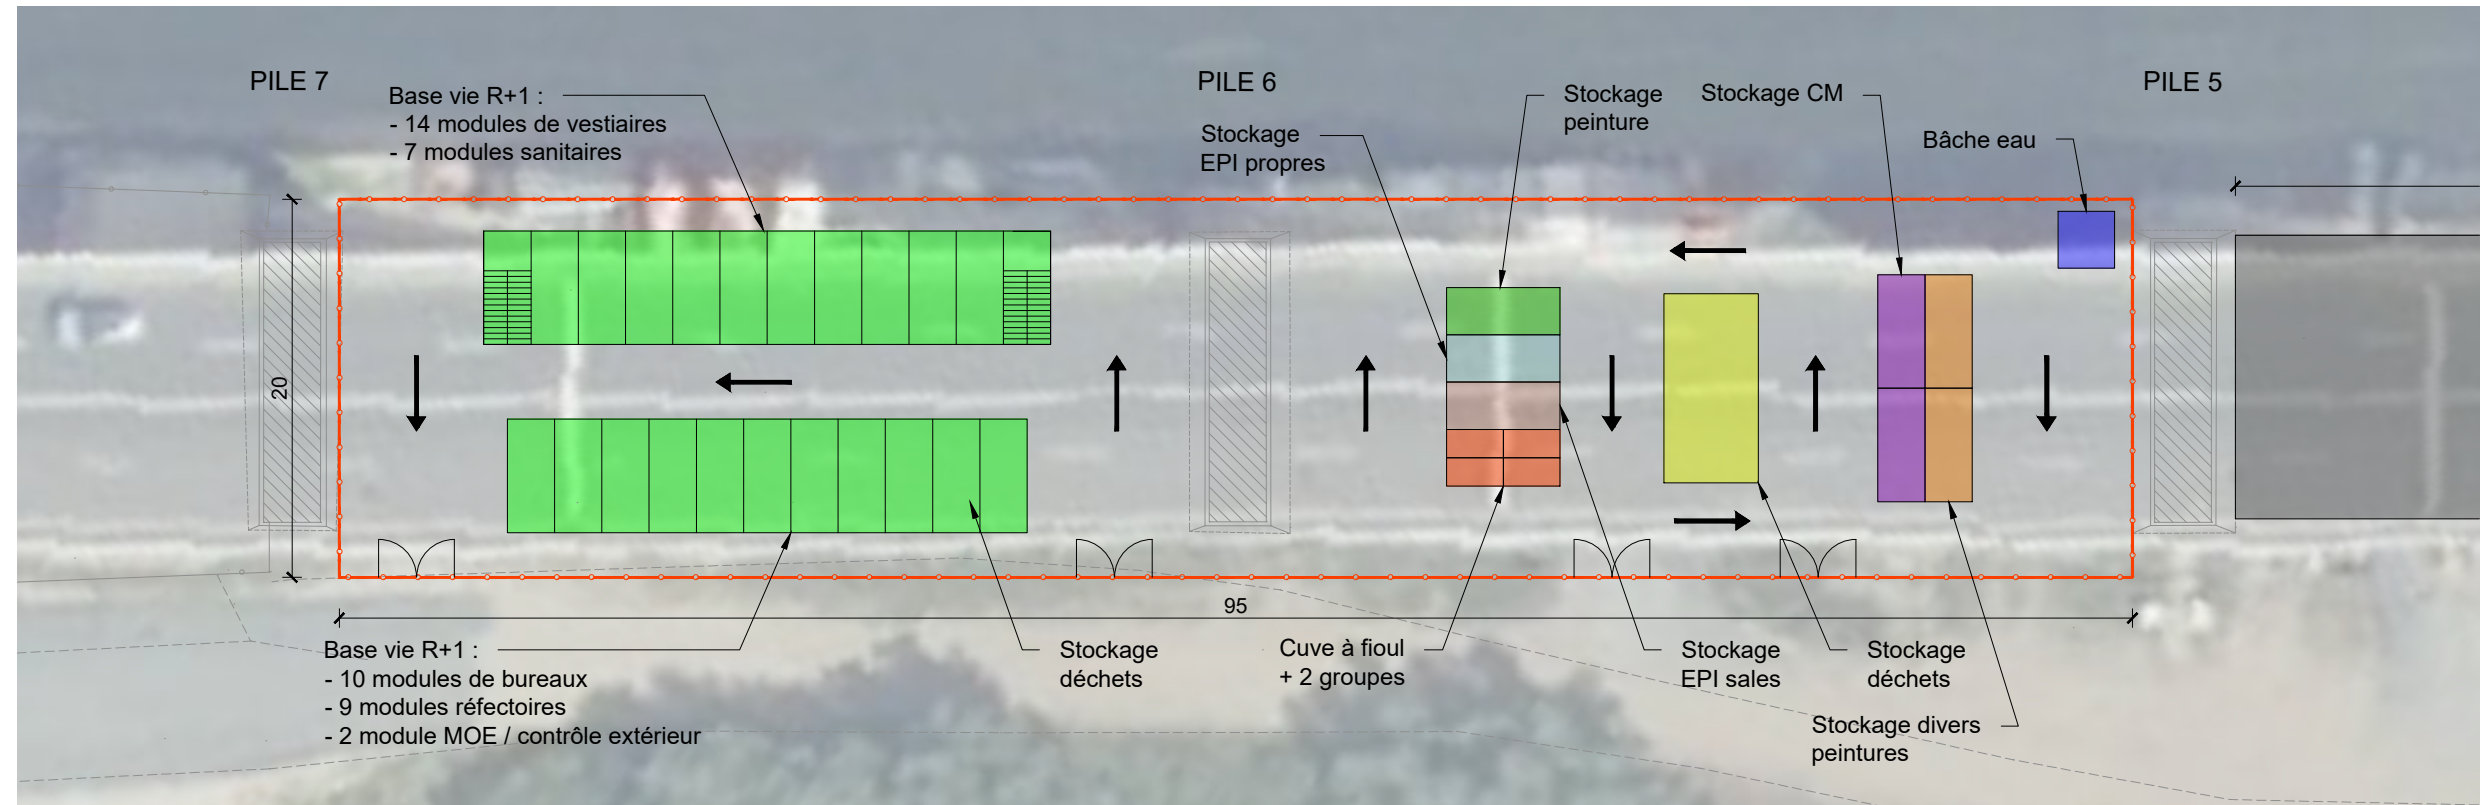 PILE 7
PILE 6
PILE 5
Base vie R+1 :
- 14 modules de vestiaires
- 7 modules sanitaires
Stockage
EPI propres
Stockage
peinture
Stockage CM
Bâche eau
20
95
Base vie R+1 :
- 10 modules de bureaux
- 9 modules réfectoires
- 2 module MOE / contrôle extérieur
Stockage
déchets
Cuve à fioul
+ 2 groupes
Stockage
EPI sales
Stockage
déchets
Stockage divers
peintures